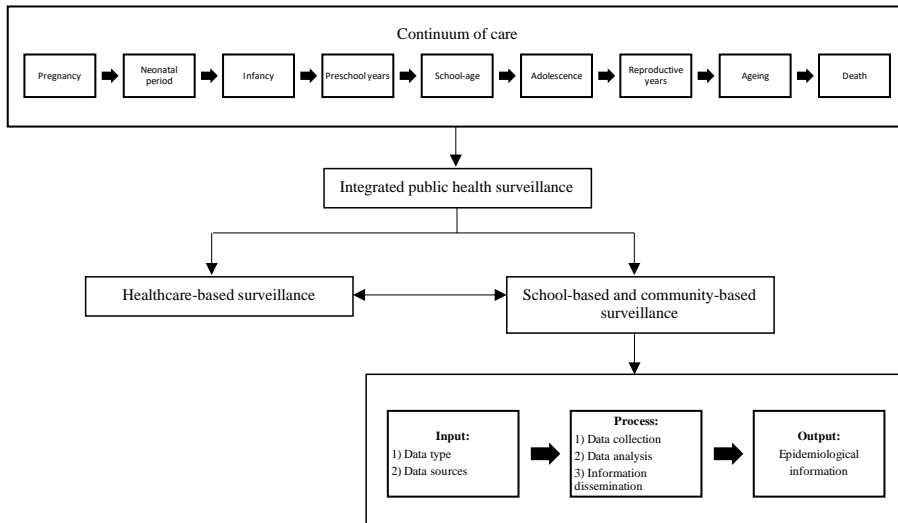 Continuum of care
Pregnancy
Neonatal
period
Infancy
Preschool years
School-age
Adolescence
Reproductive
years
Ageing
Death
Integrated public health surveillance
Healthcare-based surveillance
School-based and community-based
surveillance
Input:
1) Data type
2) Data sources
Process:
1) Data collection
2) Data analysis
3) Information
dissemination
Output:
Epidemiological
information